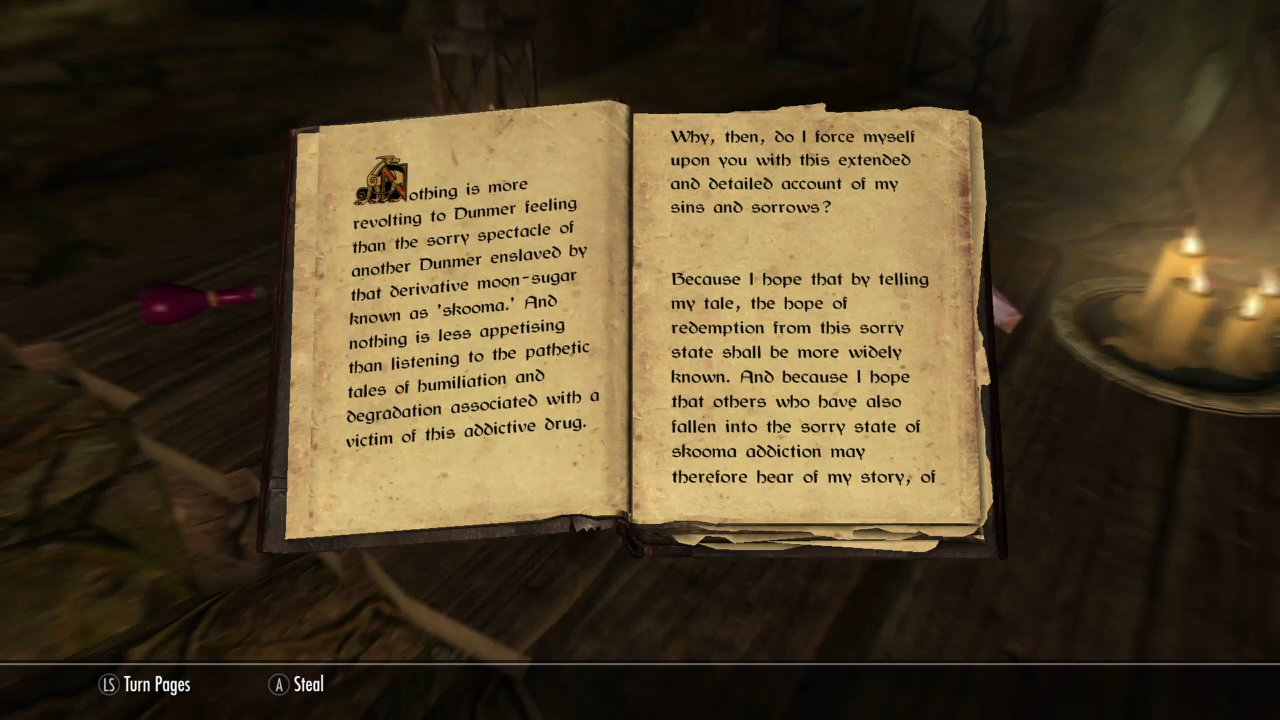 Nothing is more
revolting to Dunmer feeling
than the sorry spectacle of
another Dunmer enslaved by
that derivative moon-sugar
known as 'skooma.' And
nothing is less appetising
than listening to the pathetic
tales of humiliation and
degradation associated with a
victim of this addictive drug.
Why, then, do I force myself
upon you with this extended
and detailed account of my
sins and sorrows?
Because I hope that by telling
my tale, the hope of
redemption from this sorry
state shall be more widely
known. And because I hope
that others who have also
fallen into the sorry state of
skooma addiction may
therefore hear of my story, of
LS Turn Pages
A Steal